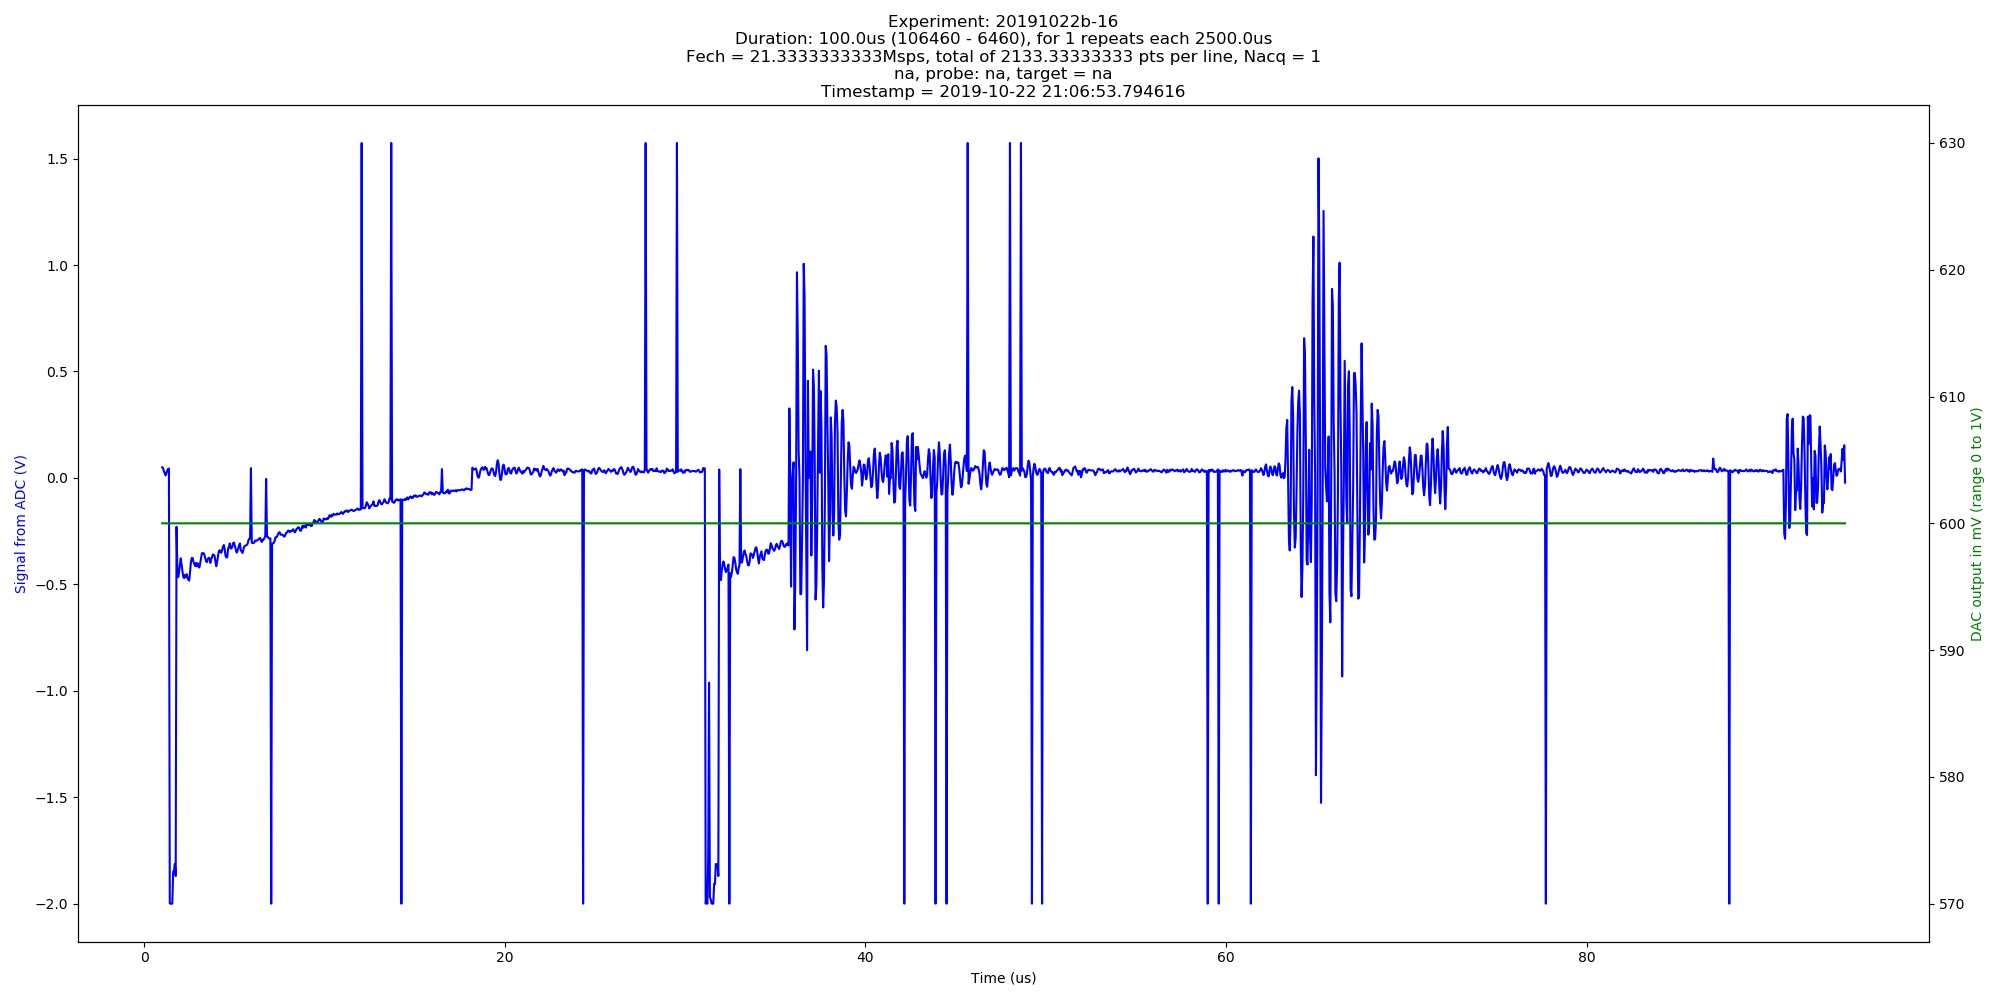 Experiment: 20191022b-16
Duration: 100.0us (106460 - 6460), for 1 repeats each 2500.0us
Fech = 21.3333333333Msps, total of 2133.33333333 pts per line, Nacq = 1
na, probe: na, target = na
Timestamp = 2019-10-22 21:06:53.794616
Signal from ADC (V)
1.5
1.0
0.5
0.0
−0.5
−1.0
−1.5
−2.0
0
20
40
60
80
Time (us)
630
620
610
600
590
580
570
DAC output in mV (range 0 to 1V)